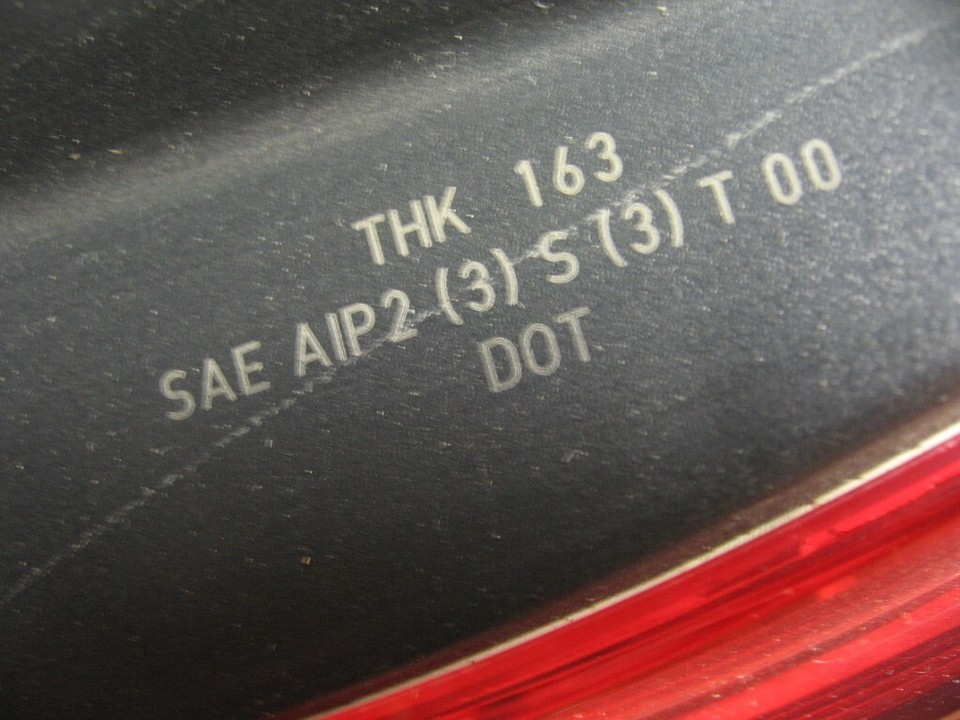 THK 163
SAE AIP2 (3) S (3) T 00
DOT